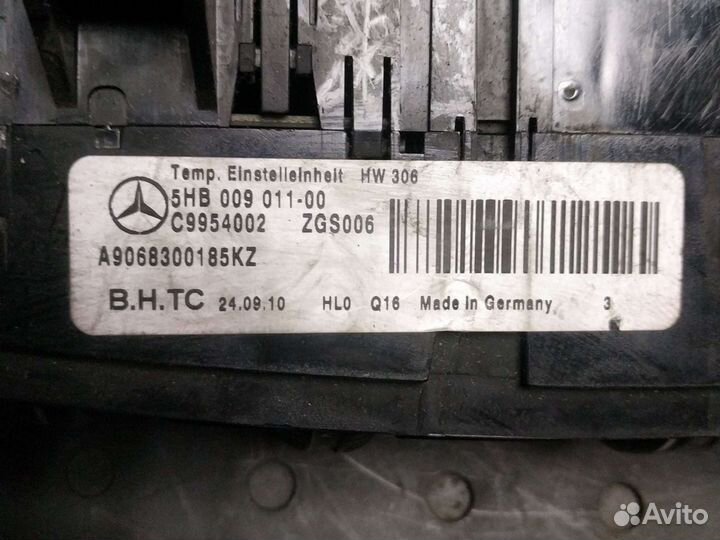 Temp. Einstelleinheit HW 306
5HB 009 011-00
C9954002 ZGS006
A9068300185KZ
B.H.TC 24.09.10 HL0 Q16 Made in Germany 3
Avito